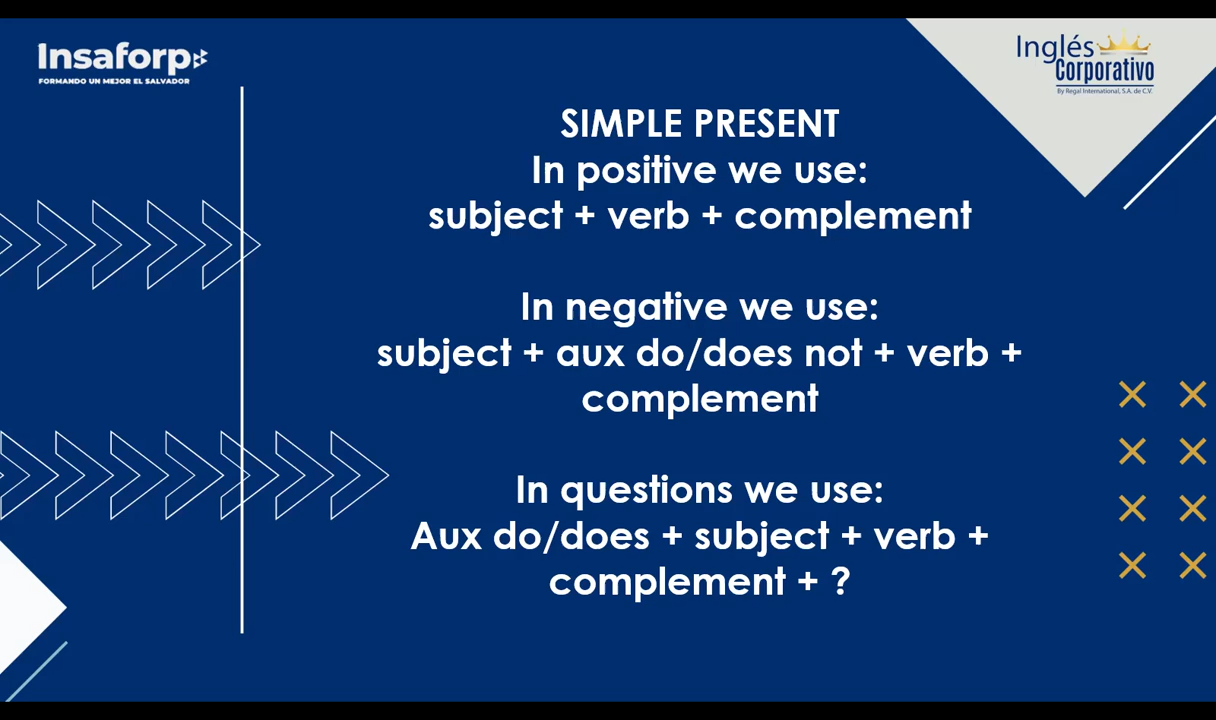 Insaforp
FORMANDO UN MEJOR EL SALVADOR
Inglés
Corporativo
By Regal International, S.A. de C.V.
SIMPLE PRESENT
In positive we use:
subject + verb + complement
In negative we use:
subject + aux do/does not + verb +
complement
In questions we use:
Aux do/does + subject + verb +
complement + ?